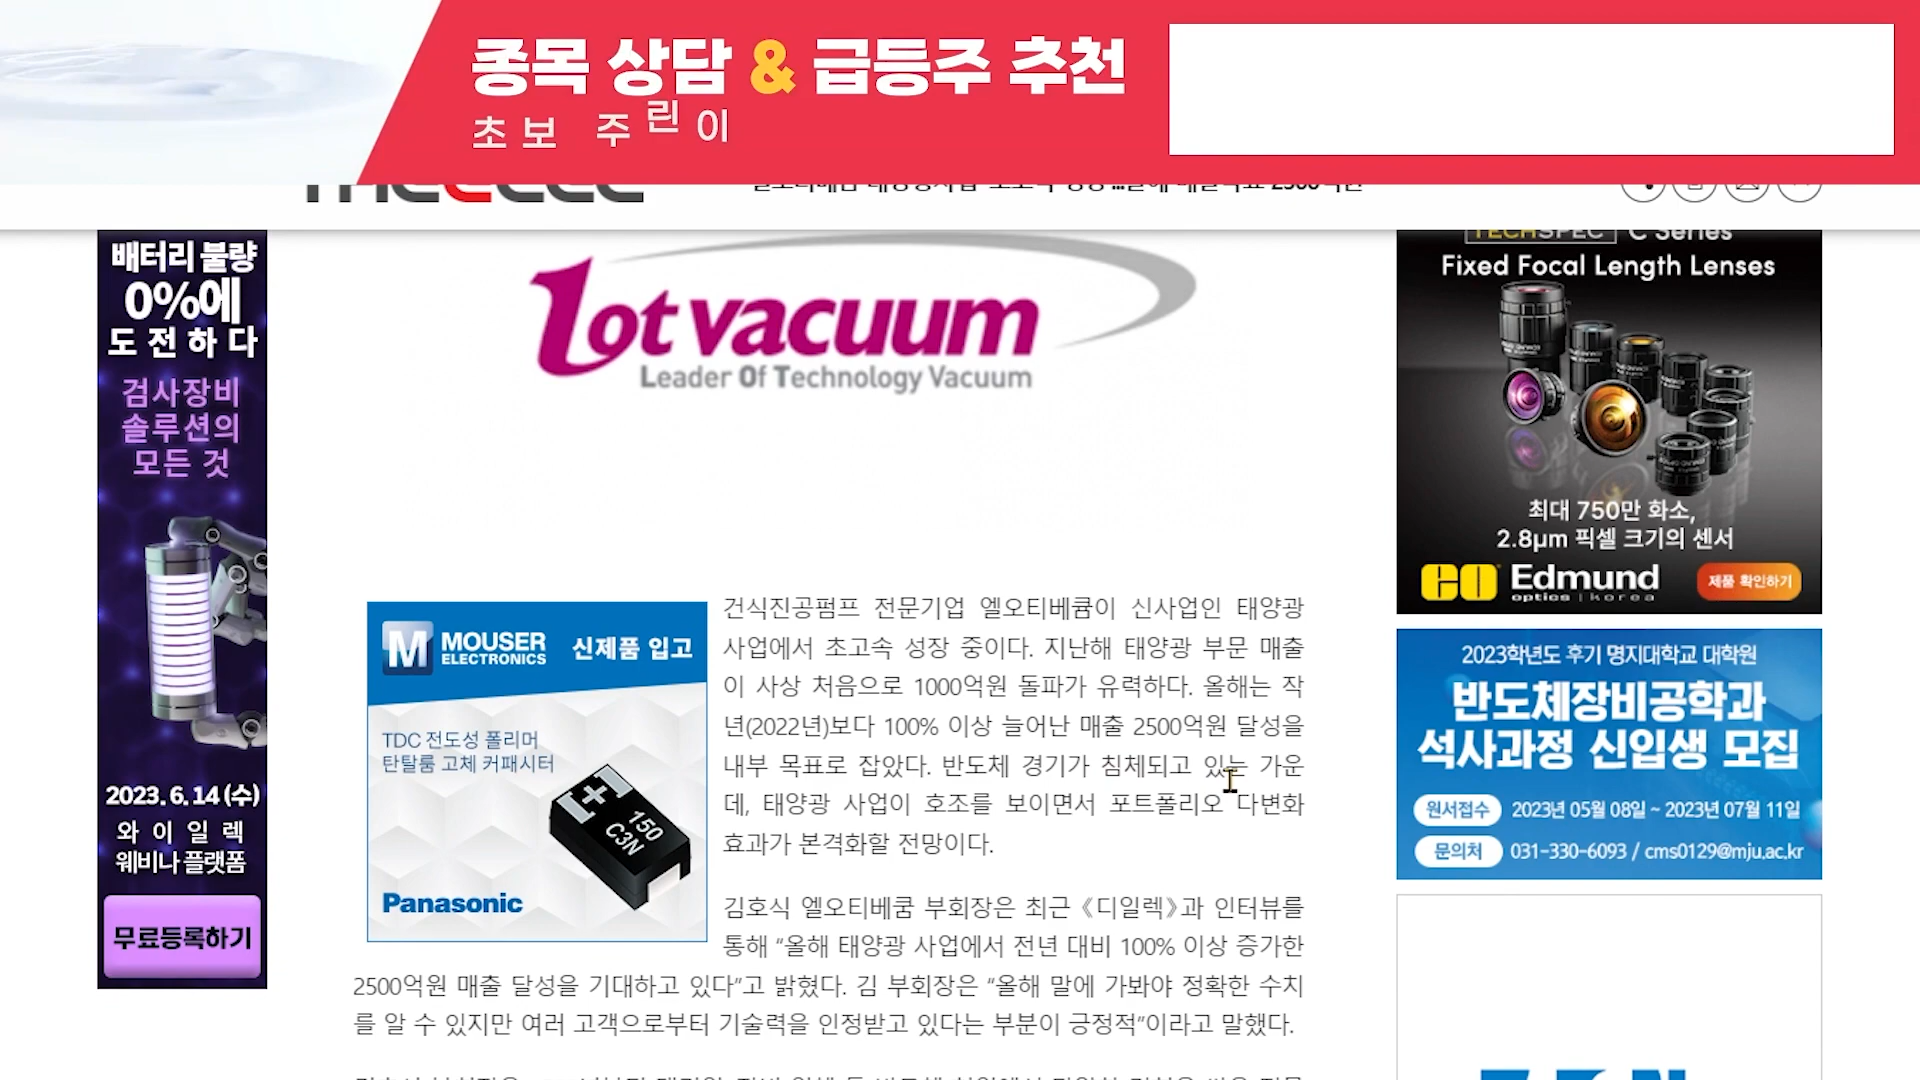 종목 상담 & 급등주 추천
초보 주린이
배터리 불량
0%에
도전하다
검사장비
솔루션의
모든 것
2023. 6. 14 (수)
와이일렉
웨비나 플랫폼
무료등록하기
lot vacuum
Leader Of Technology Vacuum
MOUSER
ELECTRONICS
신제품 입고
TDC 전도성 폴리머
탄탈룸 고체 커패시터
150
C3N
Panasonic
건식진공펌프 전문기업 엘오티베큠이 신사업인 태양광
사업에서 초고속 성장 중이다. 지난해 태양광 부문 매출
이 사상 처음으로 1000억원 돌파가 유력하다. 올해는 작
년(2022년)보다 100% 이상 늘어난 매출 2500억원 달성을
내부 목표로 잡았다. 반도체 경기가 침체되고 있는 가운
데, 태양광 사업이 호조를 보이면서 포트폴리오 다변화
효과가 본격화할 전망이다.
김호식 엘오티베쿰 부회장은 최근 《디일렉》과 인터뷰를
통해 “올해 태양광 사업에서 전년 대비 100% 이상 증가한
2500억원 매출 달성을 기대하고 있다”고 밝혔다. 김 부회장은 “올해 말에 가봐야 정확한 수치
를 알 수 있지만 여러 고객으로부터 기술력을 인정받고 있다는 부분이 긍정적”이라고 말했다.
TECHSPEC C Series
Fixed Focal Length Lenses
최대 750만 화소,
2.8μm 픽셀 크기의 센서
EO Edmund
optics | korea
제품 확인하기
2023학년도 후기 명지대학교 대학원
반도체장비공학과
석사과정 신입생 모집
원서접수 2023년 05월 08일 ~ 2023년 07월 11일
문의처 031-330-6093 / cms0129@mju.ac.kr